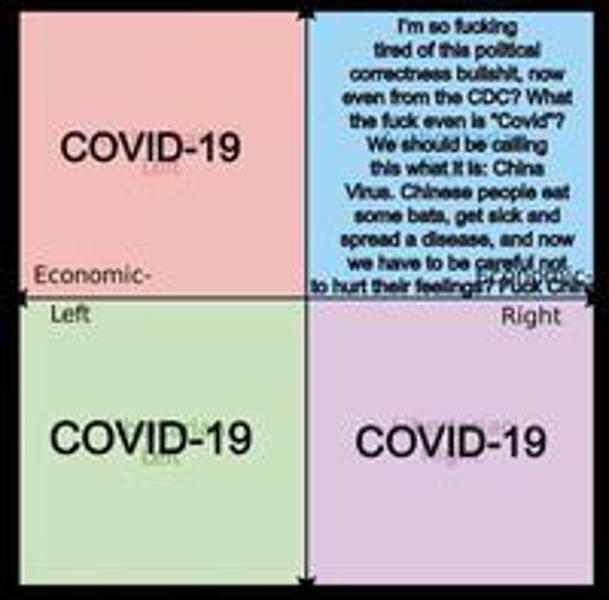 I'm so fucking
tired of this political
correctness bullshit, now
even from the CDC? What
the fuck even is "Covid"?
We should be calling
this what it is: China
Virus. Chinese people eat
some bats, get sick and
spread a disease, and now
we have to be careful not
to hurt their feelings? Fuck
COVID-19
Economic-
Left
Right
COVID-19
COVID-19